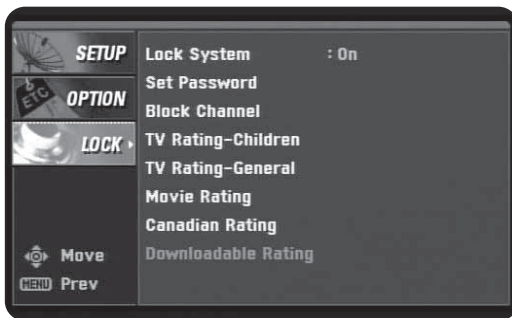 SETUP
OPTION
ETC
LOCK
Move
MENU Prev
Lock System : On
Set Password
Block Channel
TV Rating-Children
TV Rating-General
Movie Rating
Canadian Rating
Downloadable Rating